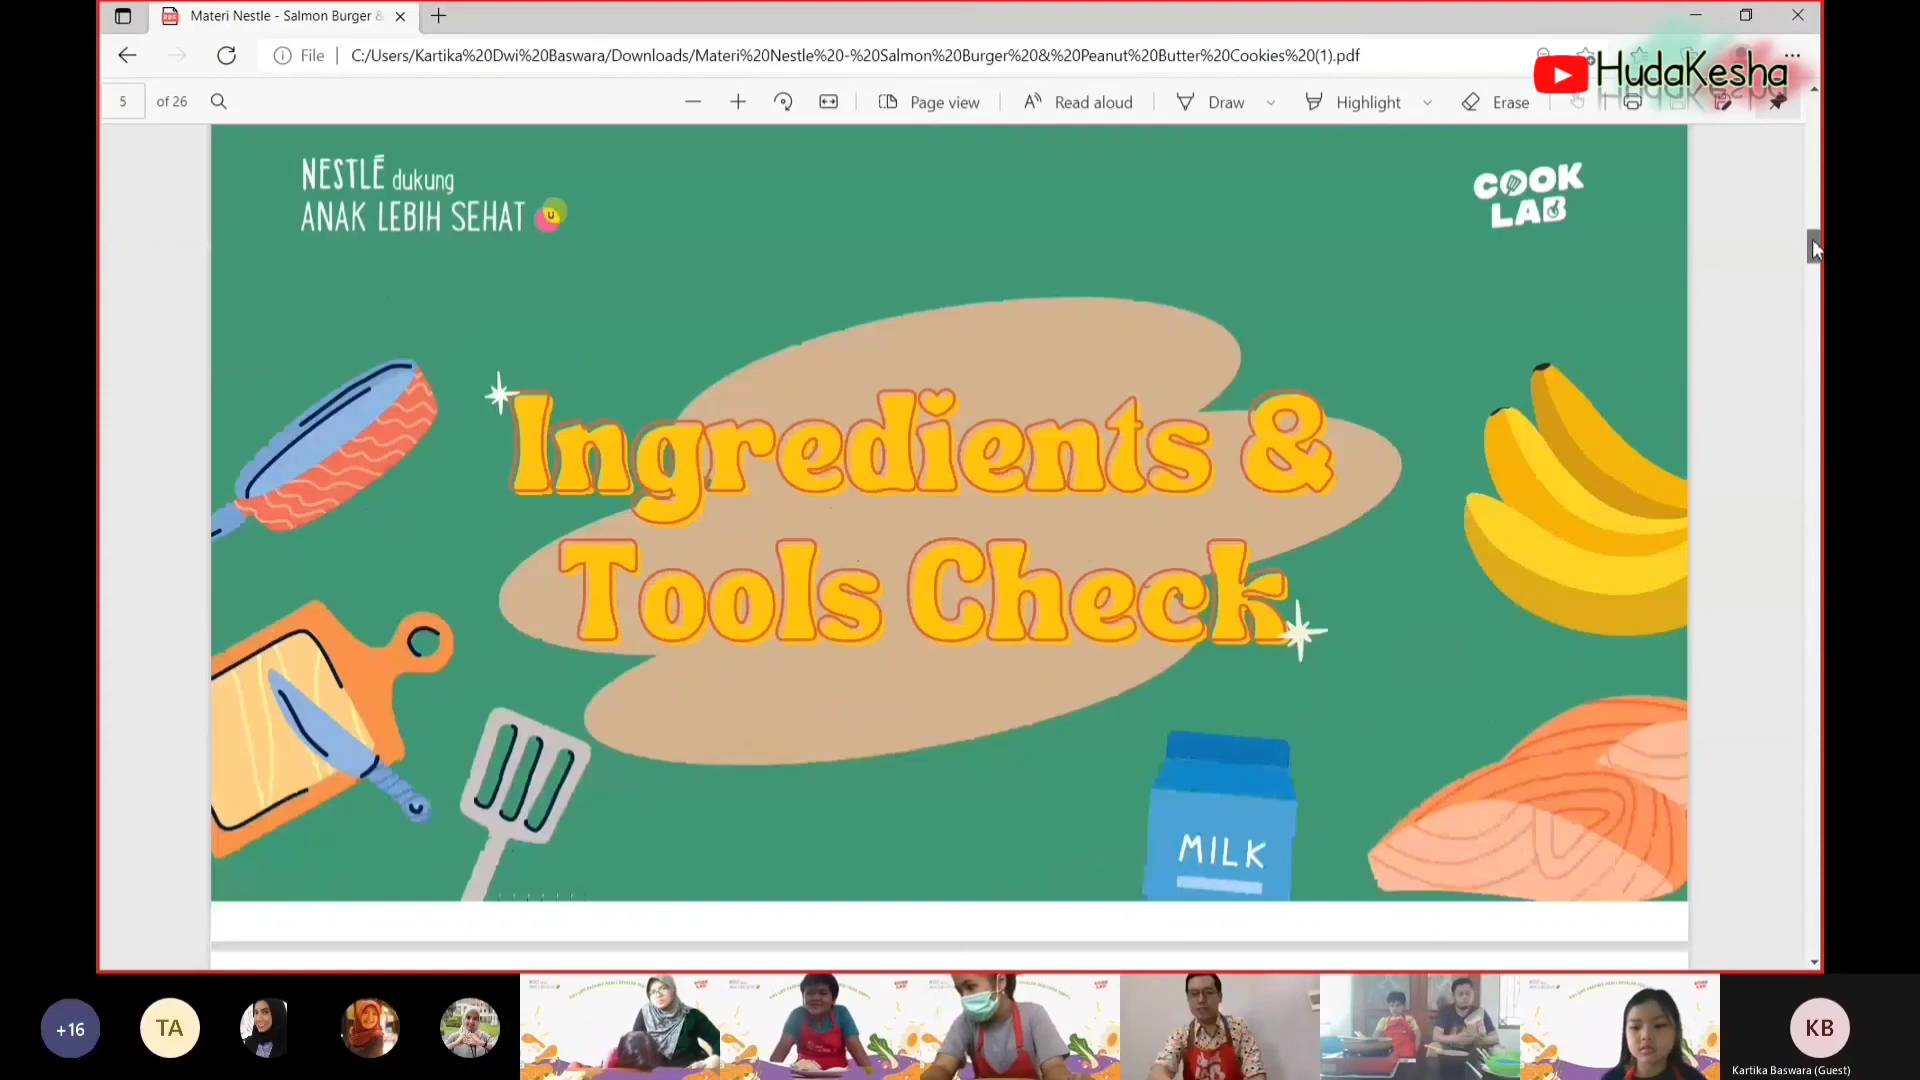 Materi Nestle - Salmon Burger &
File
C:/Users/Kartika%20Dwi%20Baswara/Downloads/Materi%20Nestle%20-%20Salmon%20Burger%20&%20Peanut%20Butter%20Cookies%20(1).pdf
HudaKesha
5 of 26
Page view
Read aloud
Draw
Highlight
Erase
NESTLÉ dukung
ANAK LEBIH SEHAT
COOK
LAB
Ingredients &
Tools Check
MILK
+16
TA
KB
Kartika Baswara (Guest)